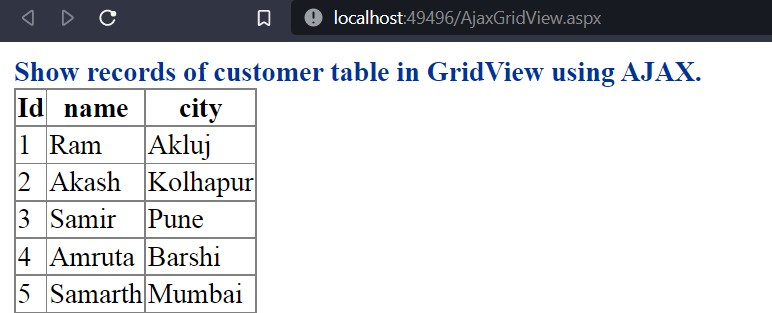 localhost:49496/AjaxGridView.aspx
Show records of customer table in GridView using AJAX.
Id name city
1 Ram Akluj
2 Akash Kolhapur
3 Samir Pune
4 Amruta Barshi
5 Samarth Mumbai